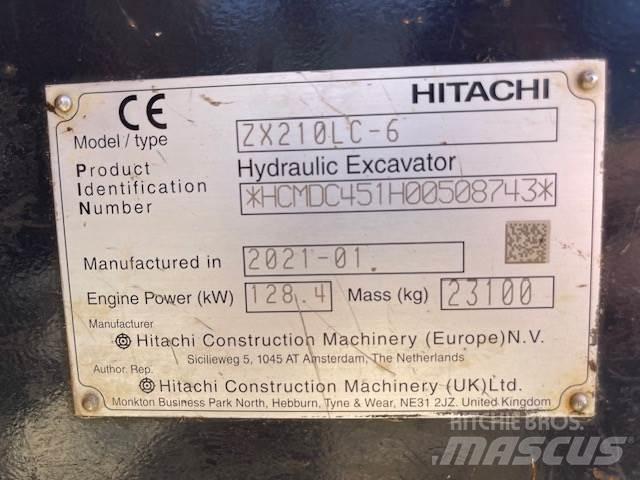 CE HITACHI
Model / type ZX210LC-6
Product Hydraulic Excavator
Identification *HCMDC451H00508743*
Number
Manufactured in 2021-01
Engine Power (kW) 128.4 Mass (kg) 23100
Manufacturer
Hitachi Construction Machinery (Europe) N.V.
Sicilieweg 5, 1045 AT Amsterdam, The Netherlands
Author. Rep.
Hitachi Construction Machinery (UK) Ltd.
Monkton Business Park North, Hebburn, Tyne & Wear, NE31 2JZ. United Kingdom
RITCHIE BROS
MASCUS